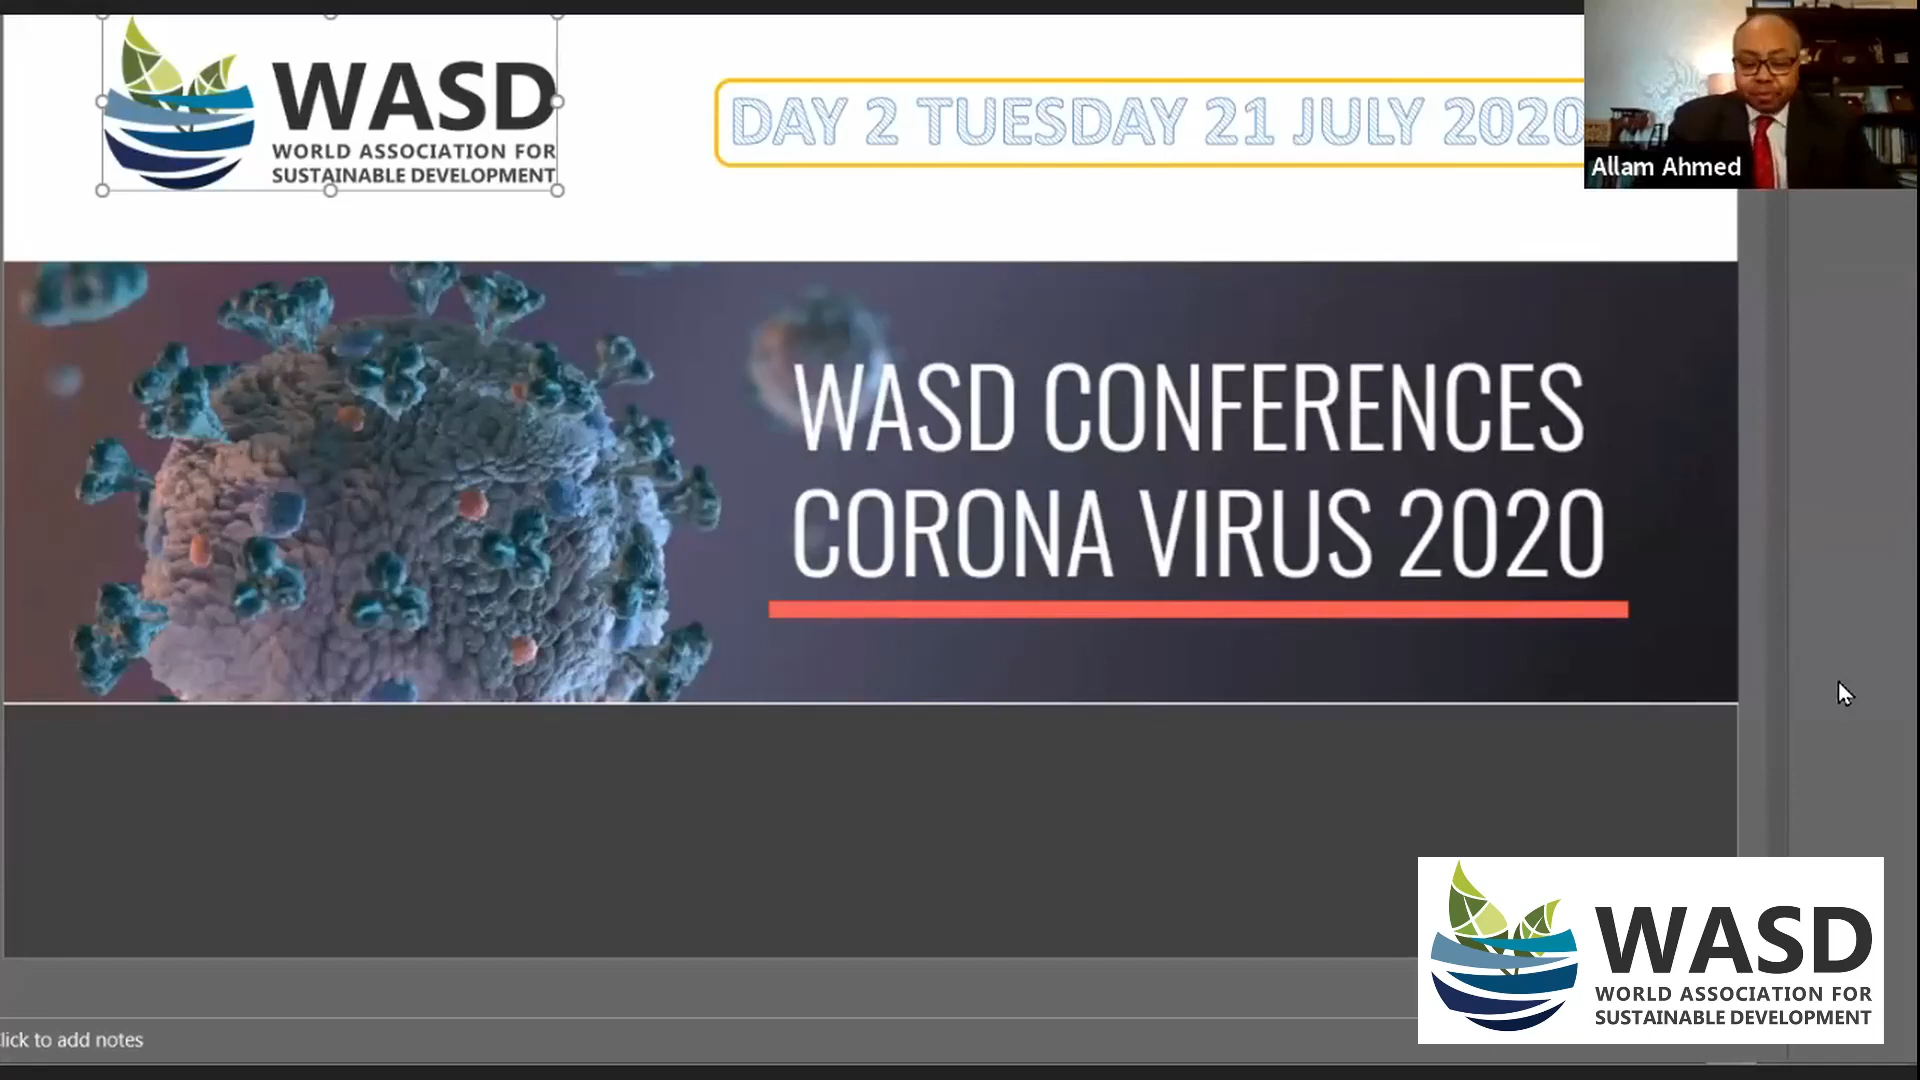 WASD
WORLD ASSOCIATION FOR
SUSTAINABLE DEVELOPMENT
DAY 2 TUESDAY 21 JULY 2020
Allam Ahmed
WASD CONFERENCES
CORONA VIRUS 2020
WASD
WORLD ASSOCIATION FOR
SUSTAINABLE DEVELOPMENT
lick to add notes